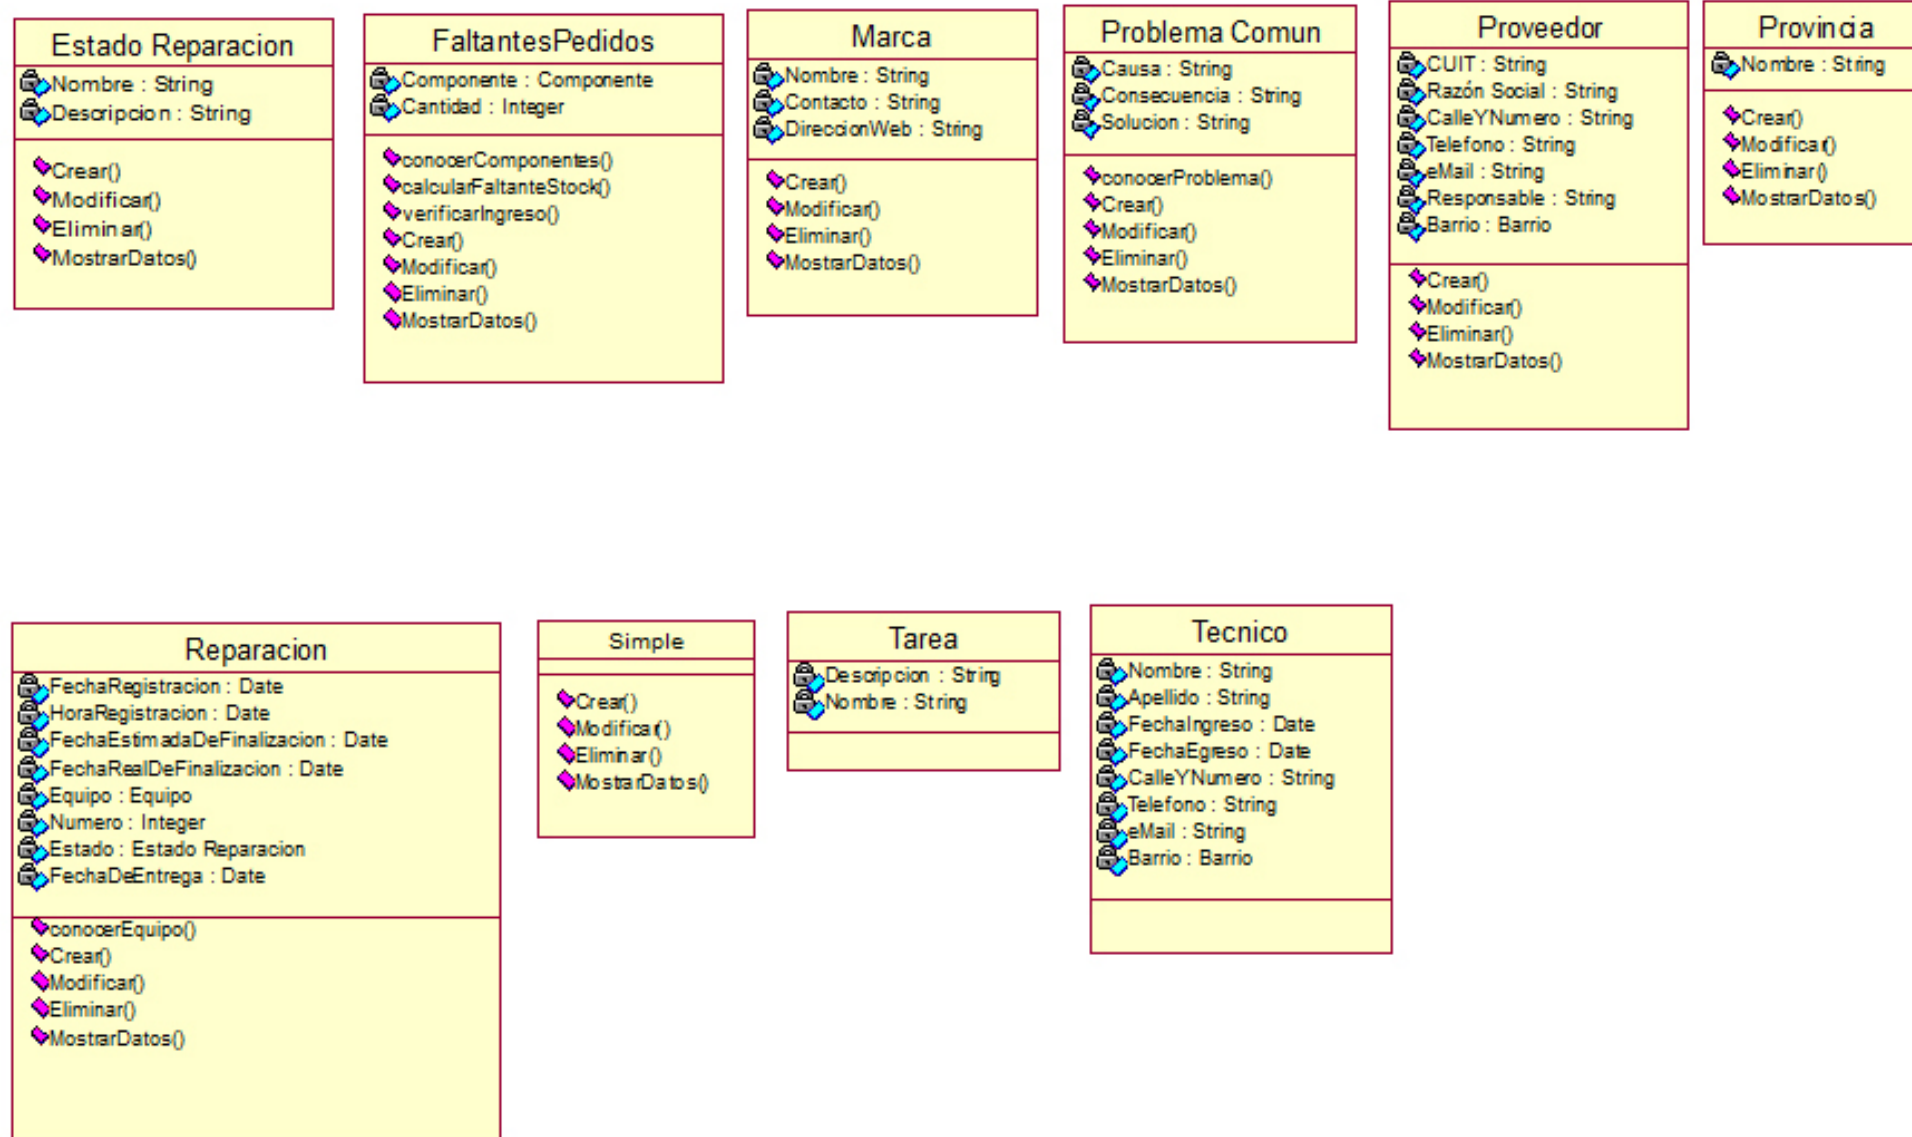 Estado Reparacion
Nombre : String
Descripcion : String
Crear()
Modificar()
Eliminar()
MostrarDatos()
FaltantesPedidos
Componente : Componente
Cantidad : Integer
conocerComponentes()
calcularFaltanteStock()
verificarIngreso()
Crear()
Modificar()
Eliminar()
MostrarDatos()
Marca
Nombre : String
Contacto : String
DireccionWeb : String
Crear()
Modificar()
Eliminar()
MostrarDatos()
Problema Comun
Causa : String
Consecuencia : String
Solucion : String
conocerProblema()
Crear()
Modificar()
Eliminar()
MostrarDatos()
Proveedor
CUIT : String
Razón Social : String
CalleYNumero : String
Telefono : String
eMail : String
Responsable : String
Barrio : Barrio
Crear()
Modificar()
Eliminar()
MostrarDatos()
Provincia
Nombre : String
Crear()
Modificar()
Eliminar()
MostrarDatos()
Reparacion
FechaRegistracion : Date
HoraRegistracion : Date
FechaEstimadaDeFinalizacion : Date
FechaRealDeFinalizacion : Date
Equipo : Equipo
Numero : Integer
Estado : Estado Reparacion
FechaDeEntrega : Date
conocerEquipo()
Crear()
Modificar()
Eliminar()
MostrarDatos()
Simple
Crear()
Modificar()
Eliminar()
MostrarDatos()
Tarea
Descripcion : String
Nombre : String
Tecnico
Nombre : String
Apellido : String
FechaIngreso : Date
FechaEgreso : Date
CalleYNumero : String
Telefono : String
eMail : String
Barrio : Barrio